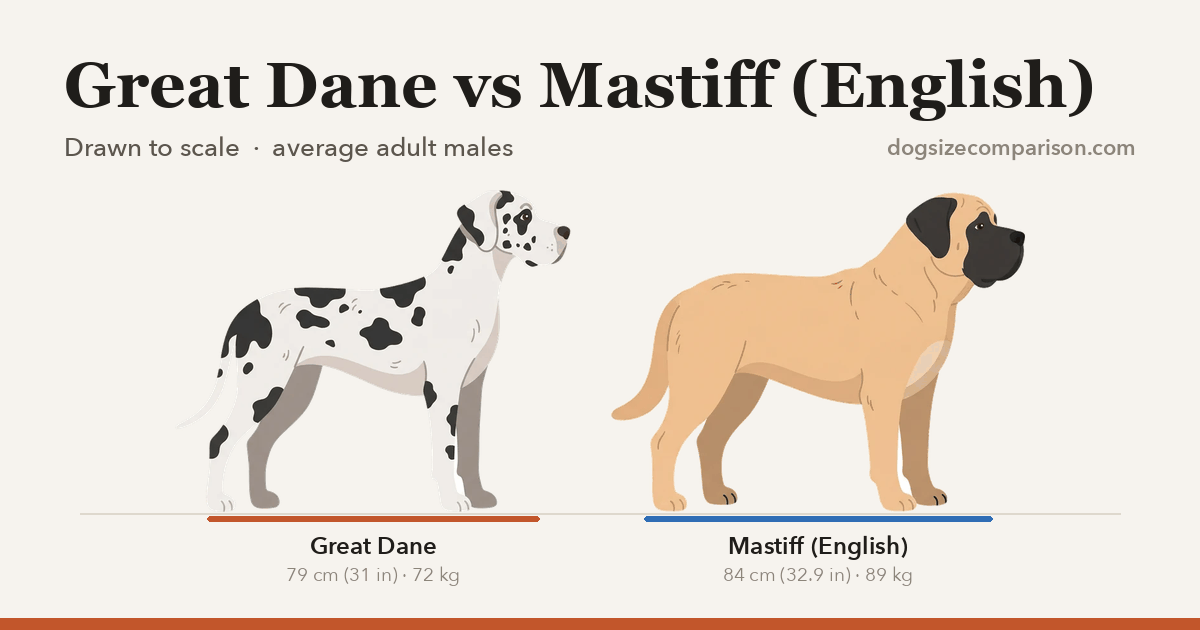 Great Dane vs Mastiff (English)
Drawn to scale · average adult males
dogsizecomparison.com
Great Dane
79 cm (31 in) · 72 kg
Mastiff (English)
84 cm (32.9 in) · 89 kg